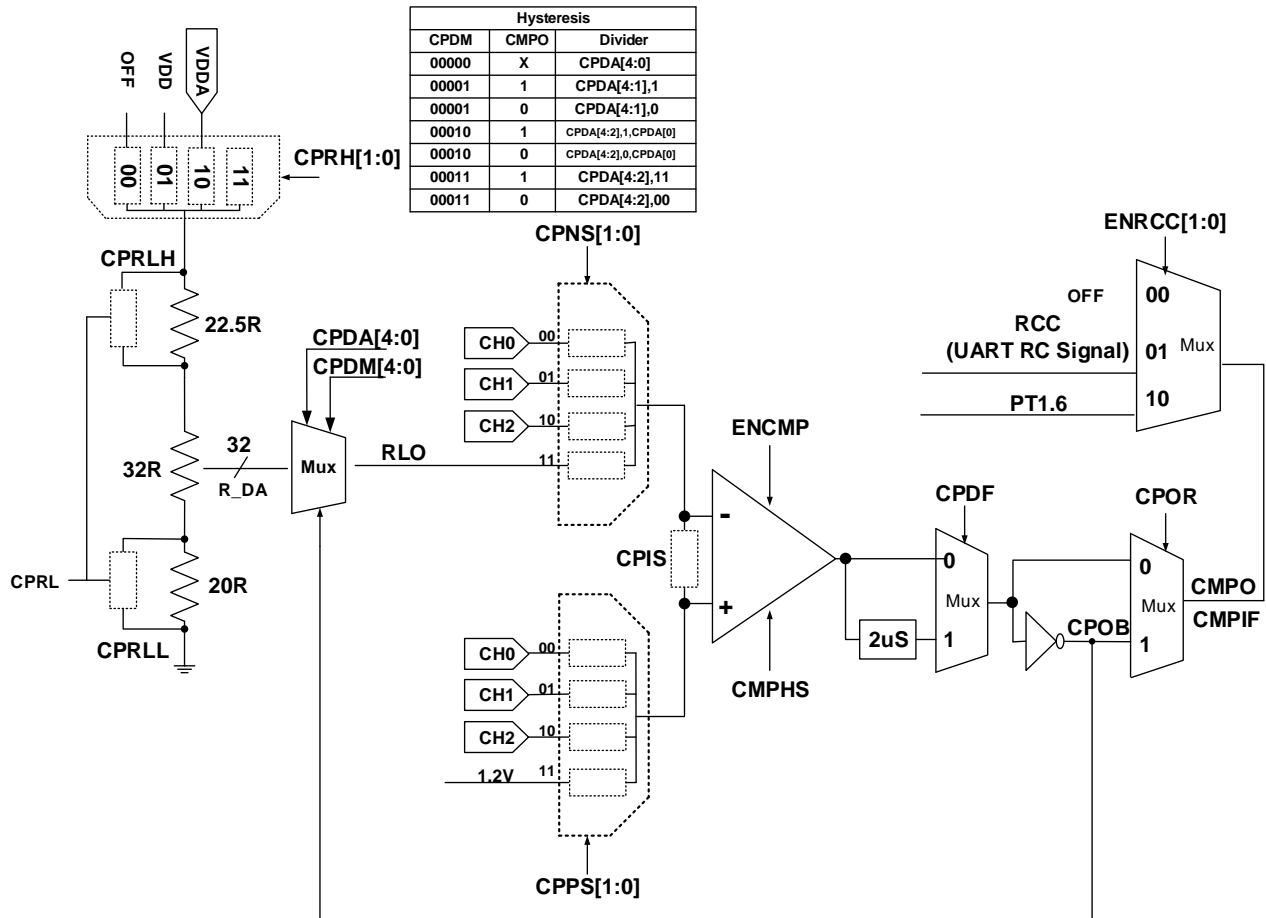 Hysteresis
CPDM CMPO Divider
00000 X CPDA[4:0]
00001 1 CPDA[4:1],1
00001 0 CPDA[4:1],0
00010 1 CPDA[4:2],1,CPDA[0]
00010 0 CPDA[4:2],0,CPDA[0]
00011 1 CPDA[4:2],11
00011 0 CPDA[4:2],00
OFF
VDD
VDDA
00
01
10
11
CPRH[1:0]
CPRLH
22.5R
32R
20R
CPRL
CPRLL
32
R_DA
CPDA[4:0]
CPDM[4:0]
Mux
RLO
CPNS[1:0]
CH0 00
CH1 01
CH2 10
11
CPIS
CH0 00
CH1 01
CH2 10
1.2V 11
CPPS[1:0]
ENCMP
-
+
CMPHS
2uS
CPDF
0
Mux
1
CPOB
CPOR
0
Mux
1
CMPO
CMPIF
ENRCC[1:0]
OFF 00
RCC
(UART RC Signal) 01
Mux
PT1.6 10